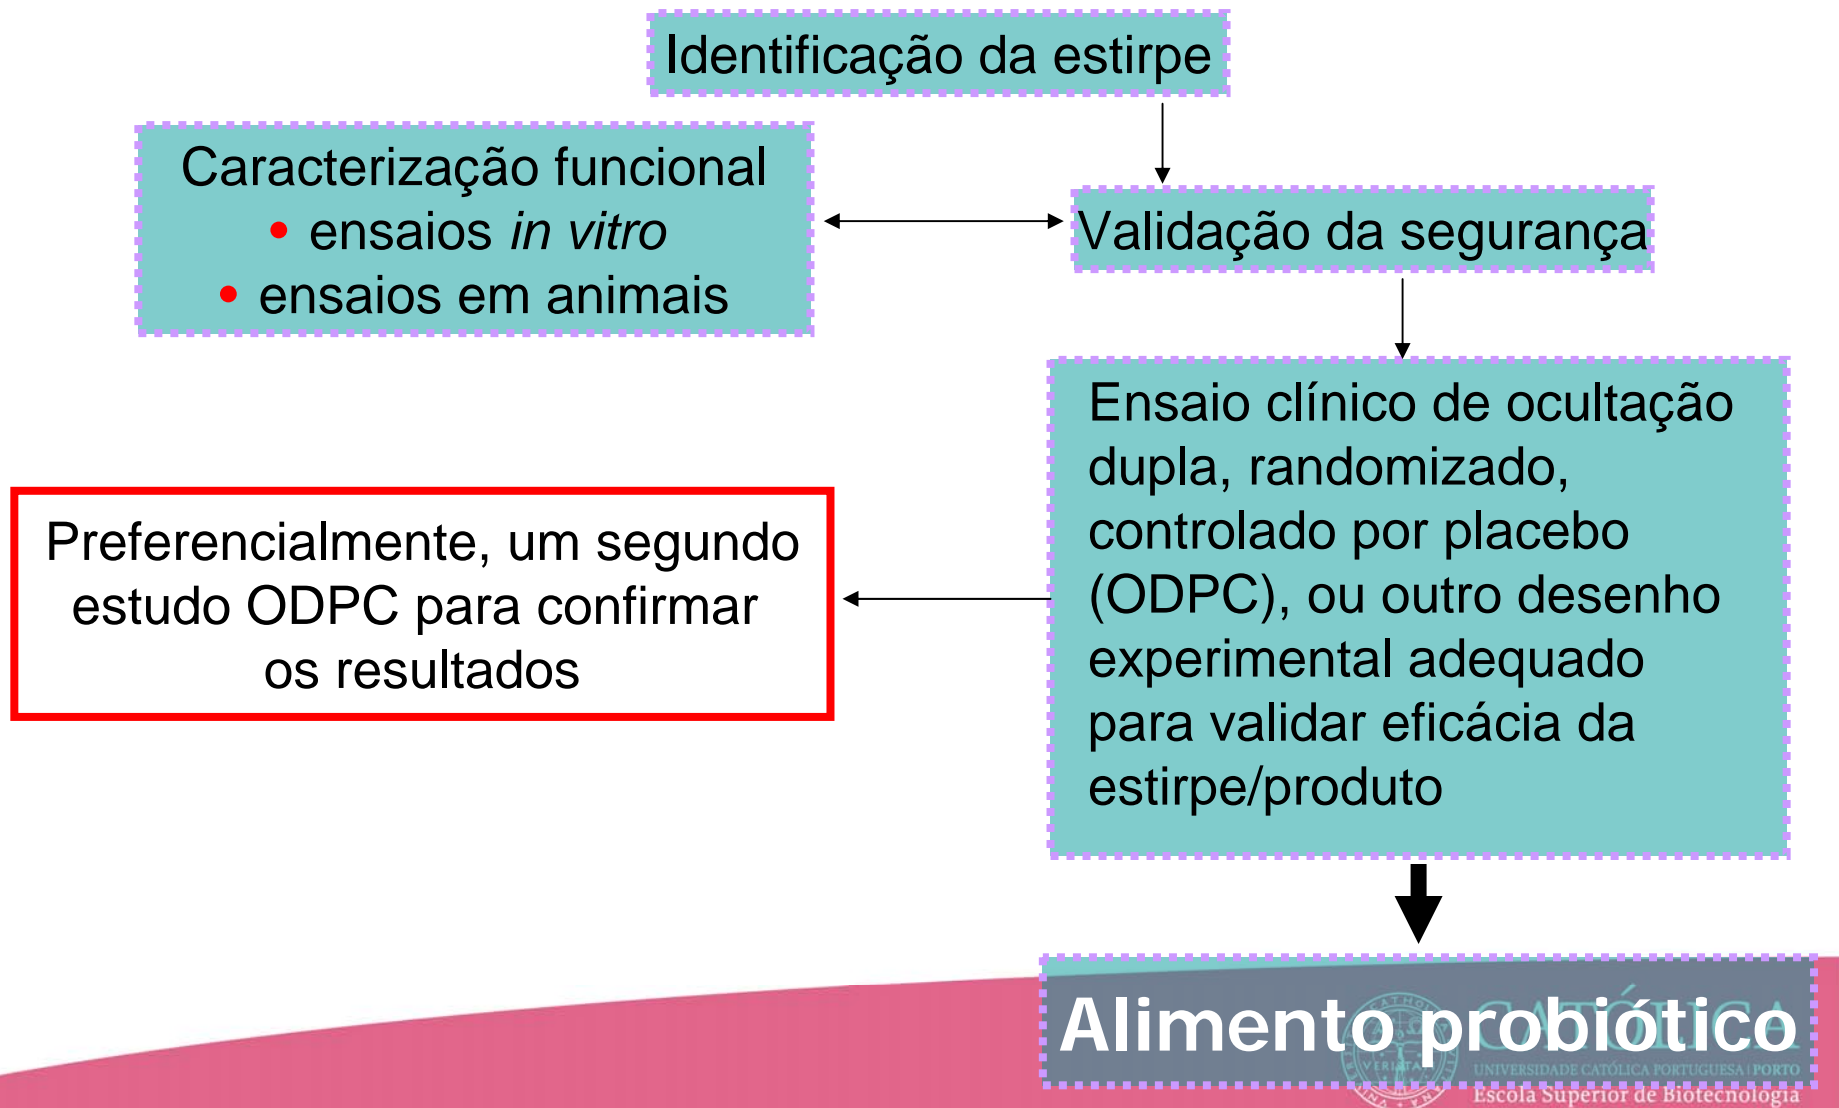 Identificação da estirpe
Caracterização funcional
• ensaios in vitro
• ensaios em animais
Validação da segurança
Ensaio clínico de ocultação
dupla, randomizado,
controlado por placebo
(ODPC), ou outro desenho
experimental adequado
para validar eficácia da
estirpe/produto
Preferencialmente, um segundo
estudo ODPC para confirmar
os resultados
Alimento probiótico
CATÓLICA
UNIVERSIDADE CATÓLICA PORTUGUESA | PORTO
Escola Superior de Biotecnologia